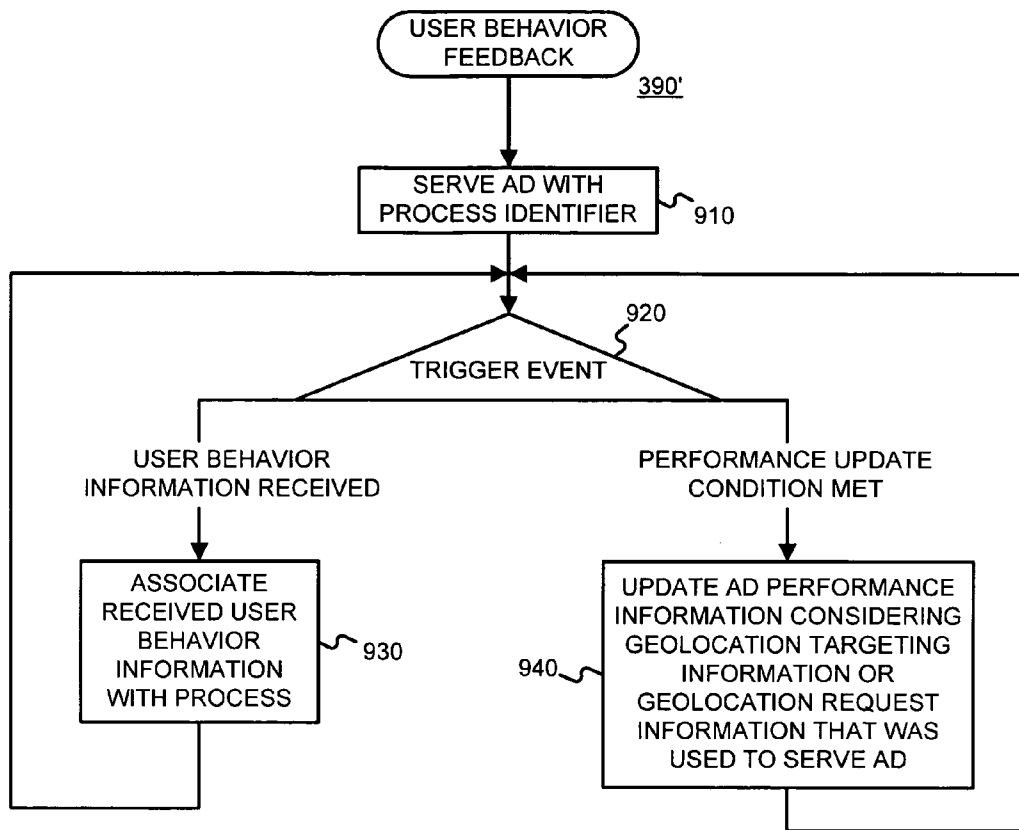 USER BEHAVIOR
FEEDBACK
390'
SERVE AD WITH
PROCESS IDENTIFIER
910
920
TRIGGER EVENT
USER BEHAVIOR
INFORMATION RECEIVED
PERFORMANCE UPDATE
CONDITION MET
ASSOCIATE
RECEIVED USER
BEHAVIOR
INFORMATION
WITH PROCESS
930
940
UPDATE AD PERFORMANCE
INFORMATION CONSIDERING
GEOLOCATION TARGETING
INFORMATION OR
GEOLOCATION REQUEST
INFORMATION THAT WAS
USED TO SERVE AD